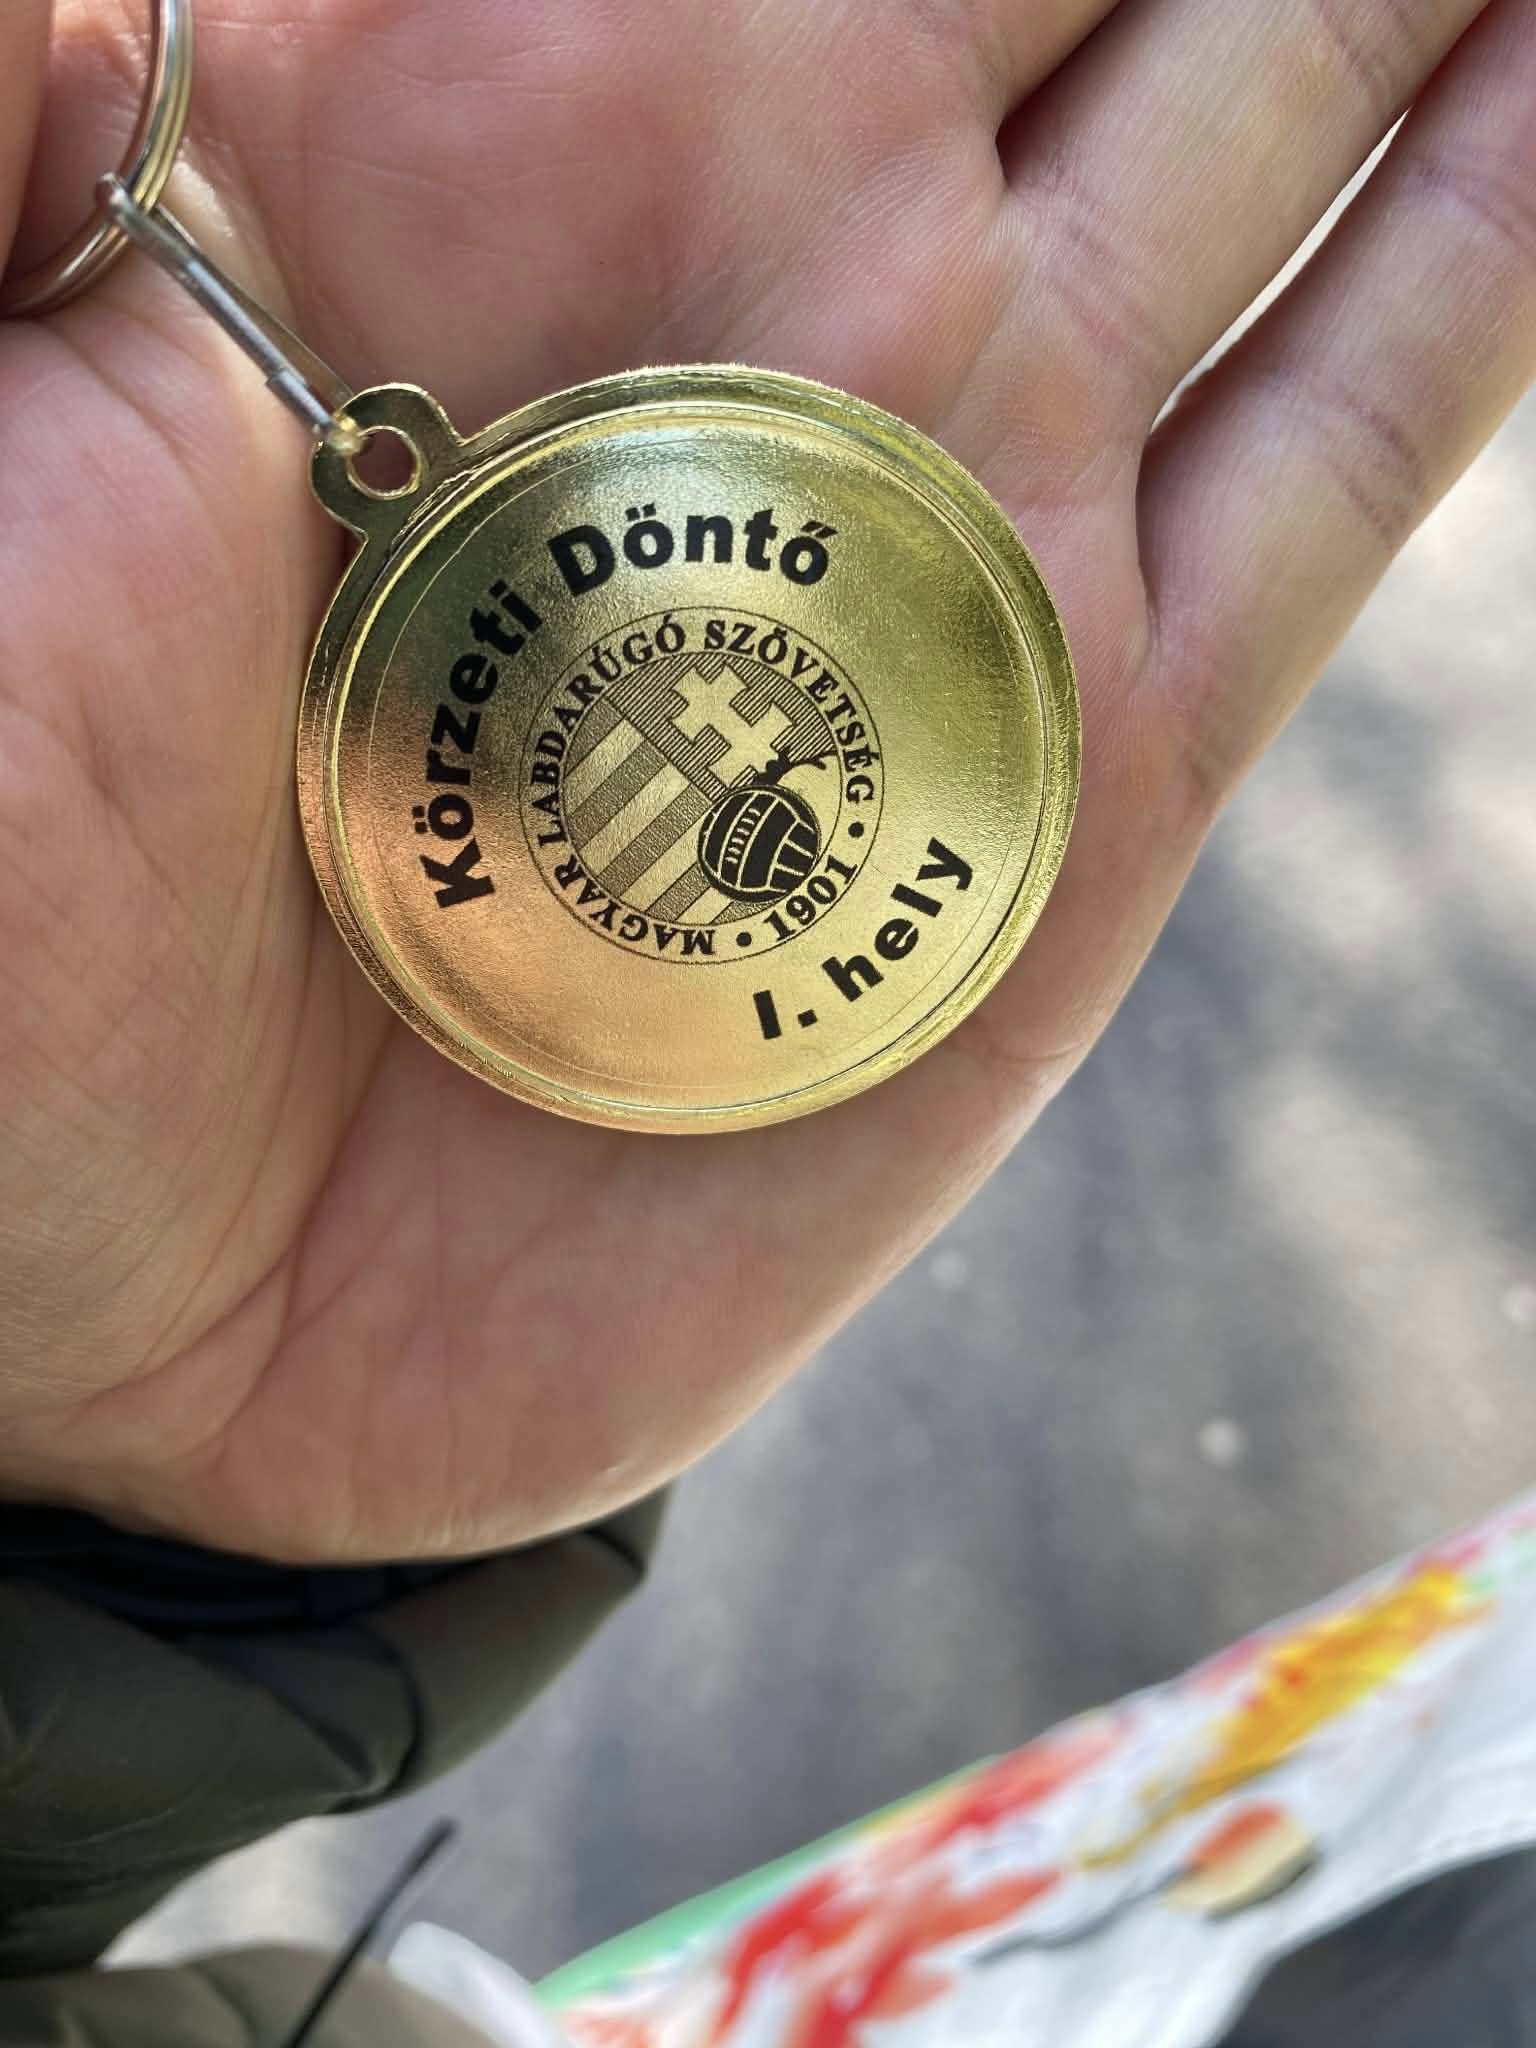 Körzeti Döntő
MAGYAR LABDARÚGÓ SZÖVETSÉG • 1901 •
I. hely